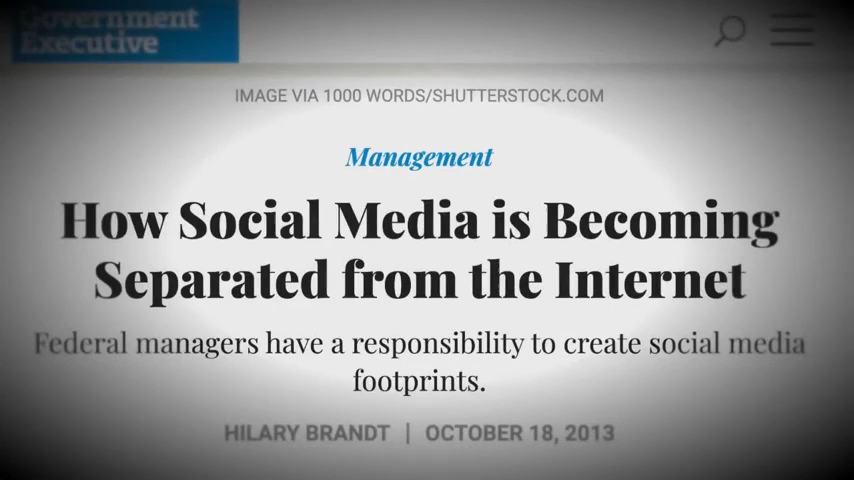 Government
Executive
IMAGE VIA 1000 WORDS/SHUTTERSTOCK.COM
Management
How Social Media is Becoming
Separated from the Internet
Federal managers have a responsibility to create social media
footprints.
HILARY BRANDT | OCTOBER 18, 2013